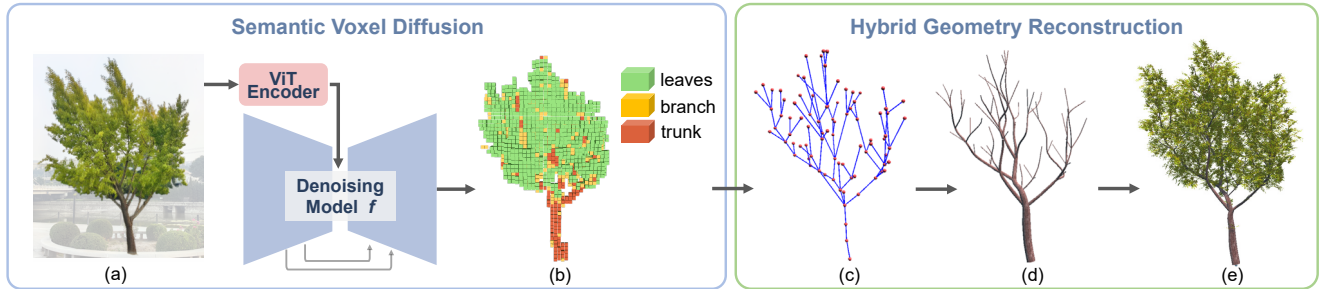 Semantic Voxel Diffusion
Hybrid Geometry Reconstruction
ViT
Encoder
leaves
branch
trunk
Denoising
Model f
(a)
(b)
(c)
(d)
(e)